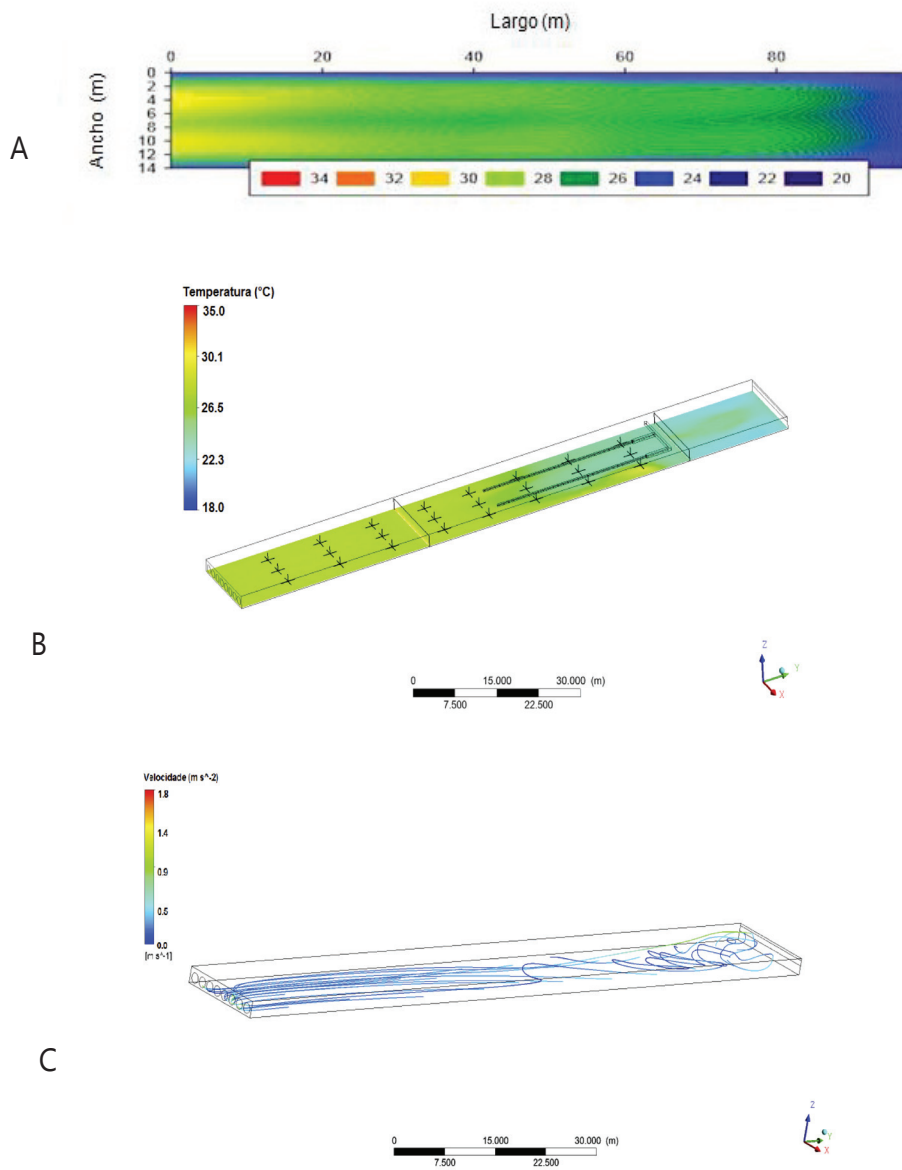 Largo (m)
0 20 40 60 80
Ancho (m)
0
2
4
6
8
10
12
14
A
34 32 30 28 26 24 22 20
Temperatura (°C)
35.0
30.1
26.5
22.3
18.0
B
0 15.000 30.000 (m)
7.500 22.500
Z
Y
X
Velocidade (m s^-2)
1.8
1.4
0.9
0.5
0.0
[m s^-1]
C
0 15.000 30.000 (m)
7.500 22.500
Z
Y
X